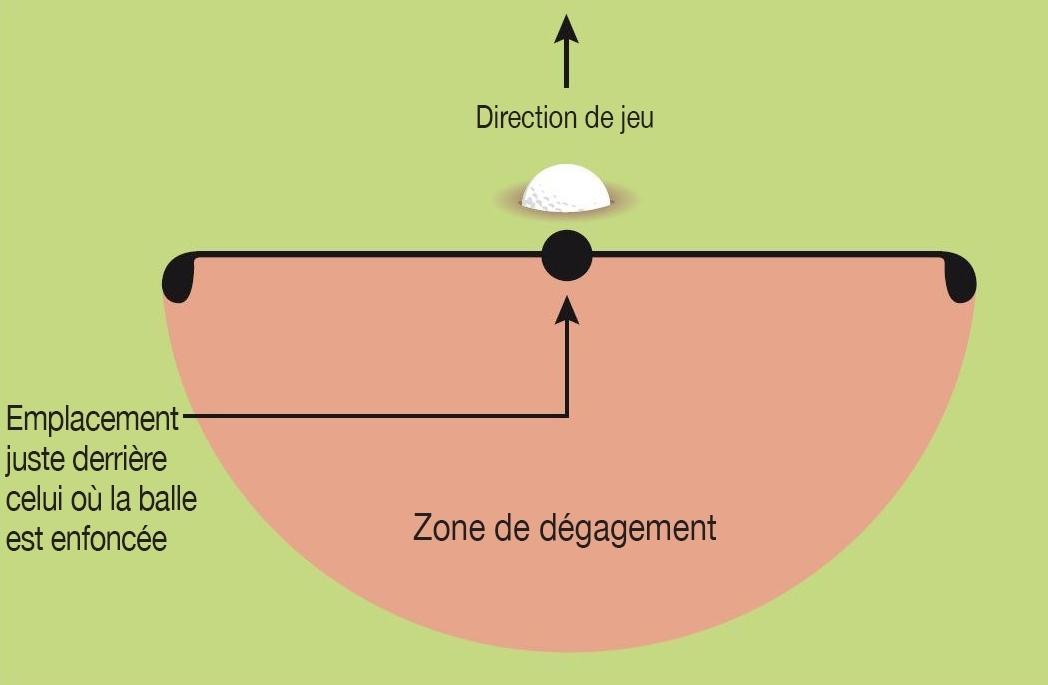 Direction de jeu
Emplacement
juste derrière
celui où la balle
est enfoncée
Zone de dégagement